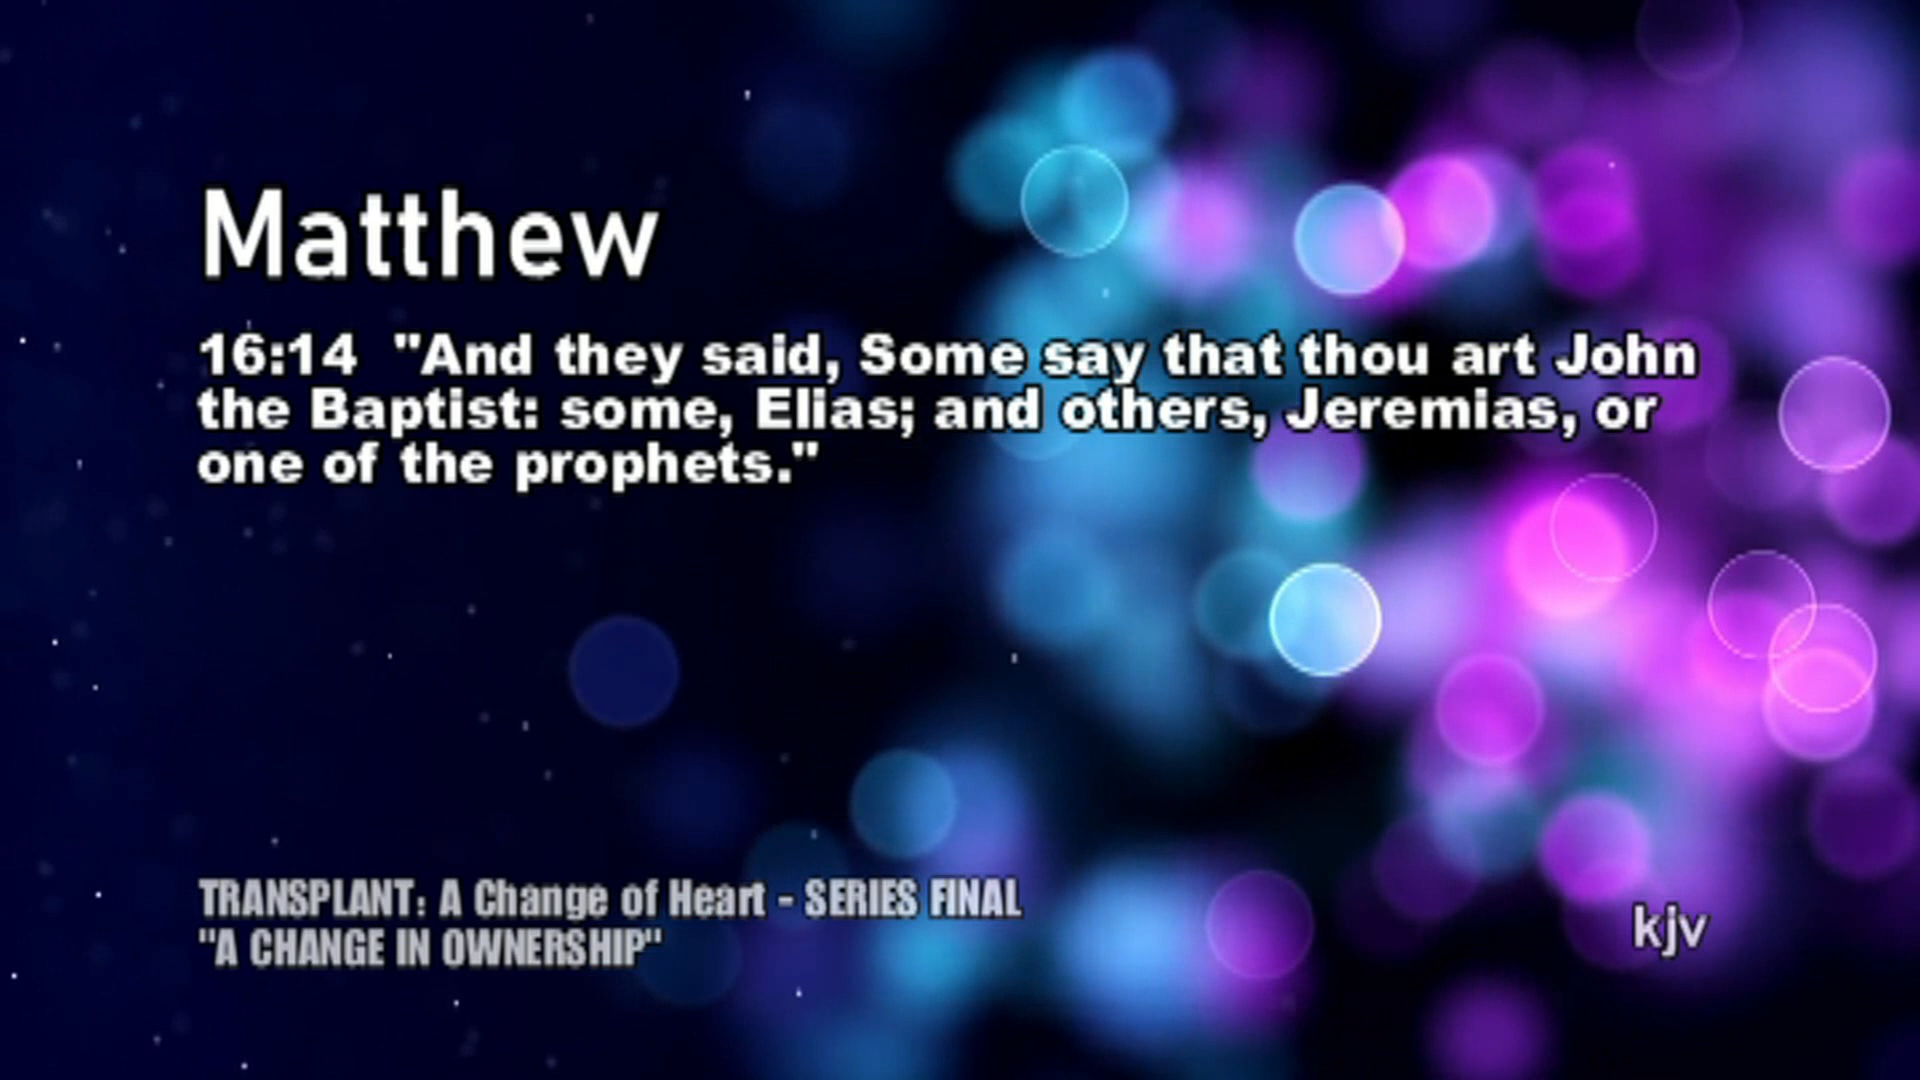 Matthew
16:14 "And they said, Some say that thou art John
the Baptist: some, Elias; and others, Jeremias, or
one of the prophets."
TRANSPLANT: A Change of Heart - SERIES FINAL
"A CHANGE IN OWNERSHIP"
kjv